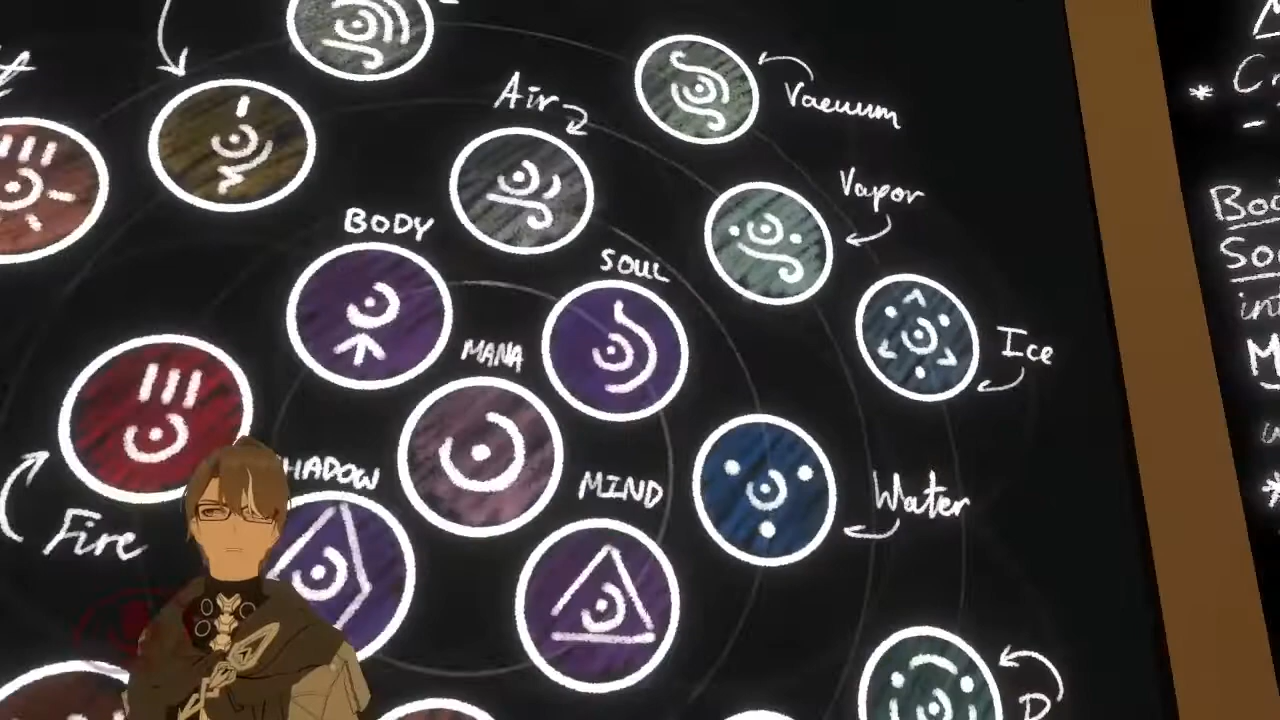 Air
Vacuum
Vapor
BODY
SOUL
Ice
MANA
HADOW
MIND
Water
Fire